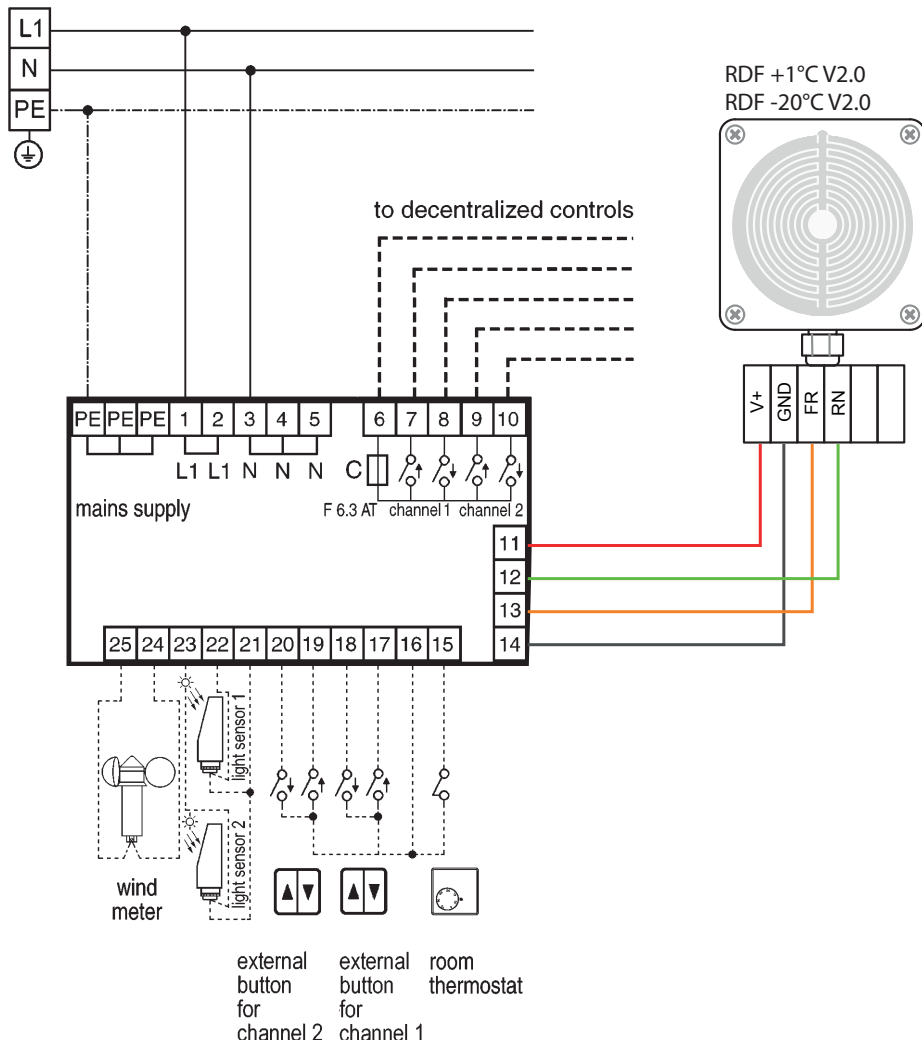 L1
N
PE
RDF +1°C V2.0
RDF -20°C V2.0
to decentralized controls
V+ GND FR RN
PE PE PE 1 2 3 4 5 6 7 8 9 10
L1 L1 N N N C
mains supply
F 6.3 AT channel 1 channel 2
11
12
13
14
25 24 23 22 21 20 19 18 17 16 15
light sensor 1
light sensor 2
wind
meter
external
button
for
channel 2
external
button
for
channel 1
room
thermostat